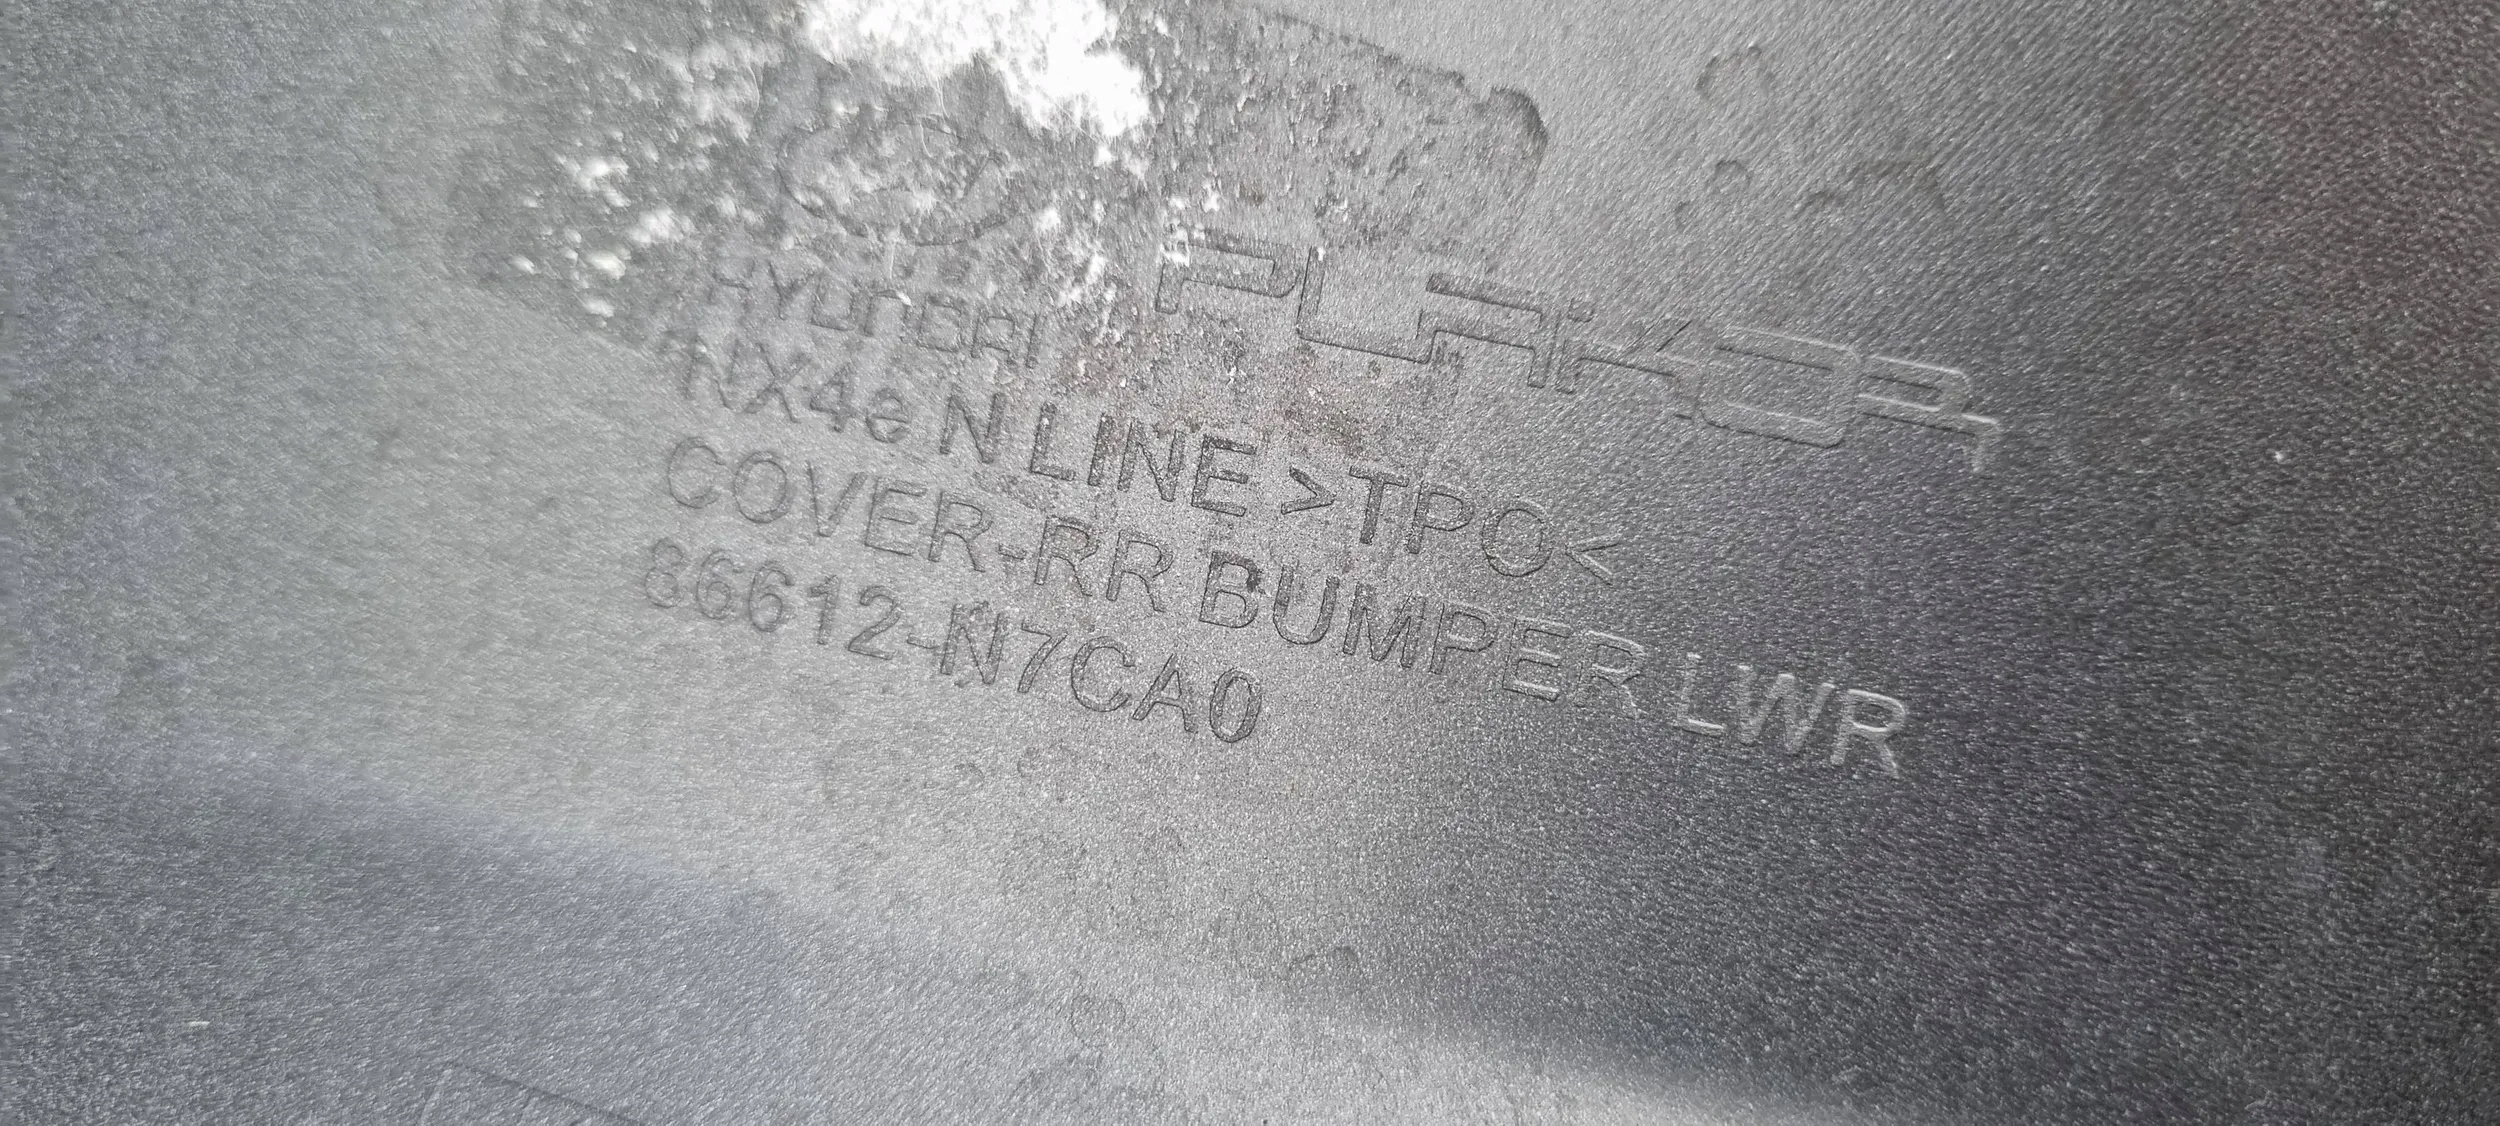 HYUNDAI PLAKOR
NX4e N LINE >TPO<
COVER-RR BUMPER LWR
86612-N7CA0